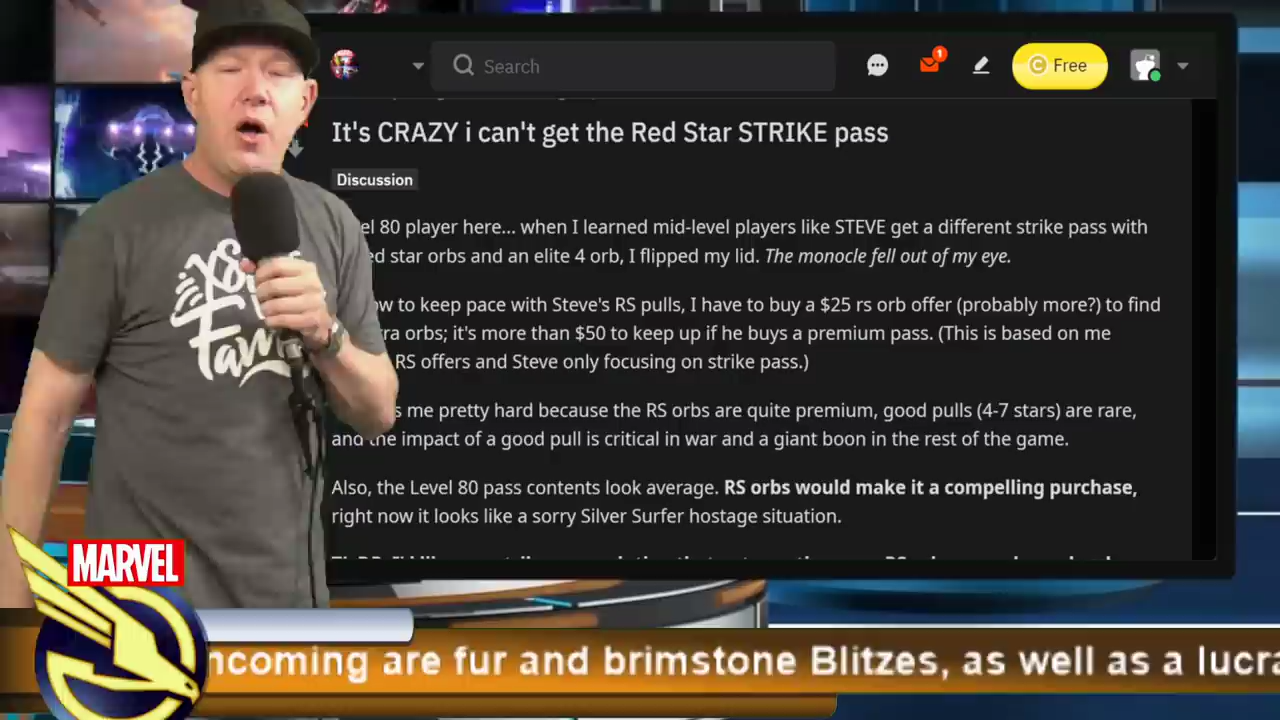 Search
1
Free
It's CRAZY i can't get the Red Star STRIKE pass
Discussion
80 player here... when I learned mid-level players like STEVE get a different strike pass with
star orbs and an elite 4 orb, I flipped my lid. The monocle fell out of my eye.
to keep pace with Steve's RS pulls, I have to buy a $25 rs orb offer (probably more?) to find
orbs; it's more than $50 to keep up if he buys a premium pass. (This is based on me
RS offers and Steve only focusing on strike pass.)
me pretty hard because the RS orbs are quite premium, good pulls (4-7 stars) are rare,
and the impact of a good pull is critical in war and a giant boon in the rest of the game.
Also, the Level 80 pass contents look average. RS orbs would make it a compelling purchase,
right now it looks like a sorry Silver Surfer hostage situation.
MARVEL
ncoming are fur and brimstone Blitzes, as well as a lucra